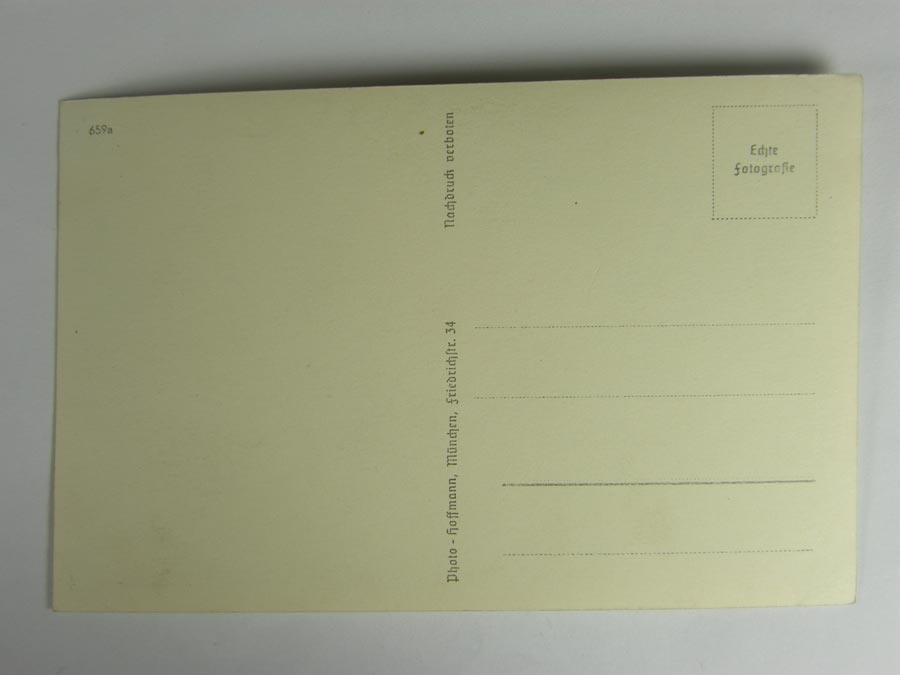 659a
Nachdruck verboten
Photo - Hoffmann, München, Friedrichstr. 34
Echte
Fotografie